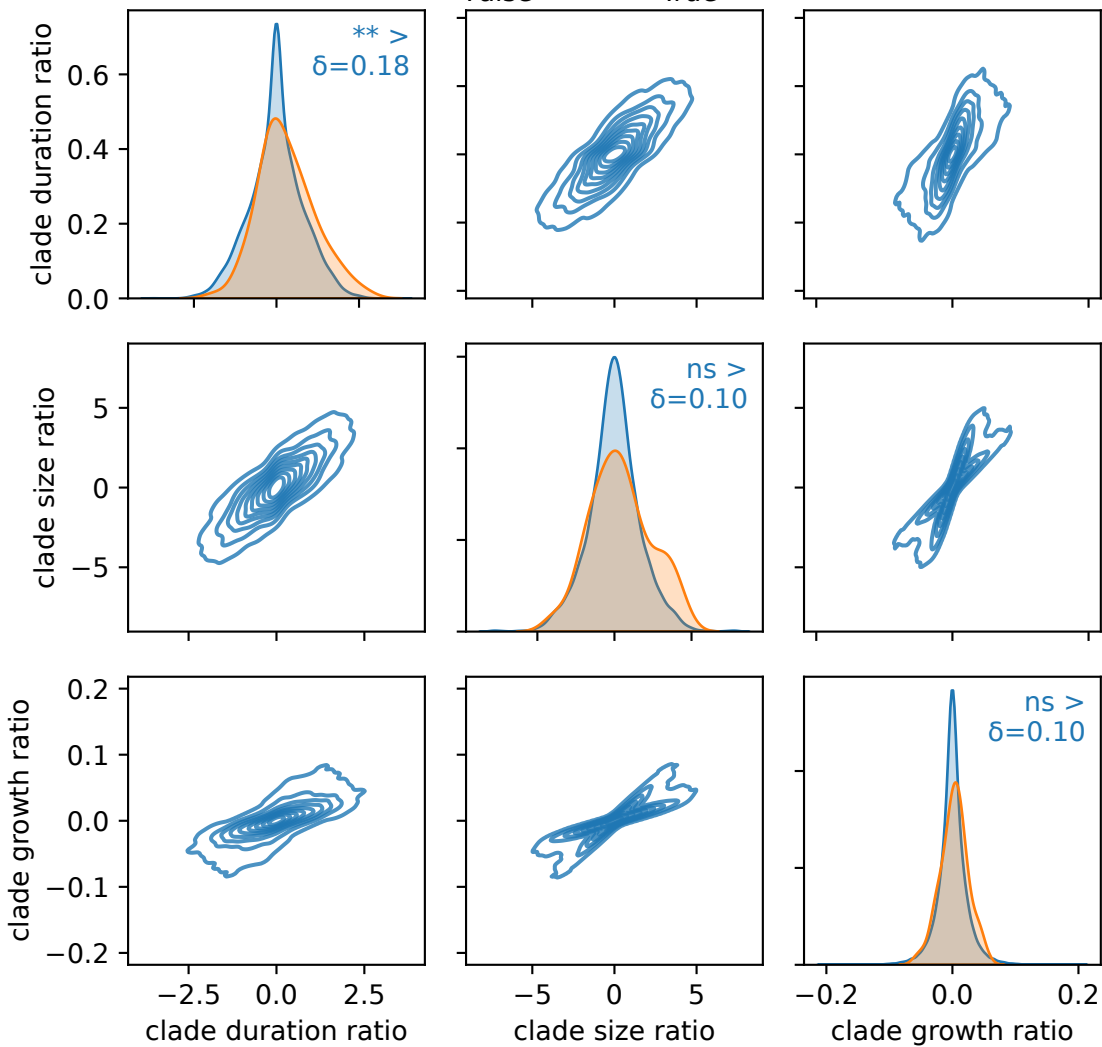 ** >
δ=0.18
clade duration ratio
0.6
0.4
0.2
0.0
ns >
δ=0.10
clade size ratio
5
0
−5
ns >
δ=0.10
clade growth ratio
0.2
0.1
0.0
−0.1
−0.2
−2.5 0.0 2.5
−5 0 5
−0.2 0.0 0.2
clade duration ratio
clade size ratio
clade growth ratio